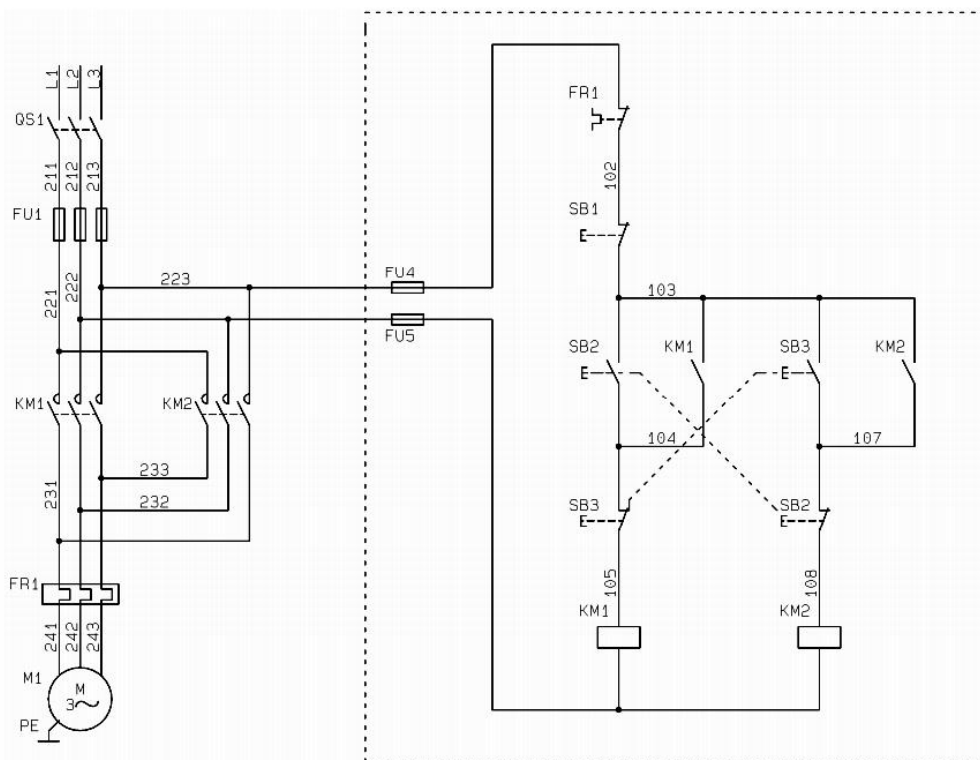 L1 L2 L3
QS1
211 212 213
FU1
221 222 223
FU4
FU5
KM1 KM2
233
231 232
FR1
241 242 243
M1
M
3~
PE
FR1
102
SB1
103
SB2 KM1 SB3 KM2
104 107
SB3 SB2
105 108
KM1 KM2